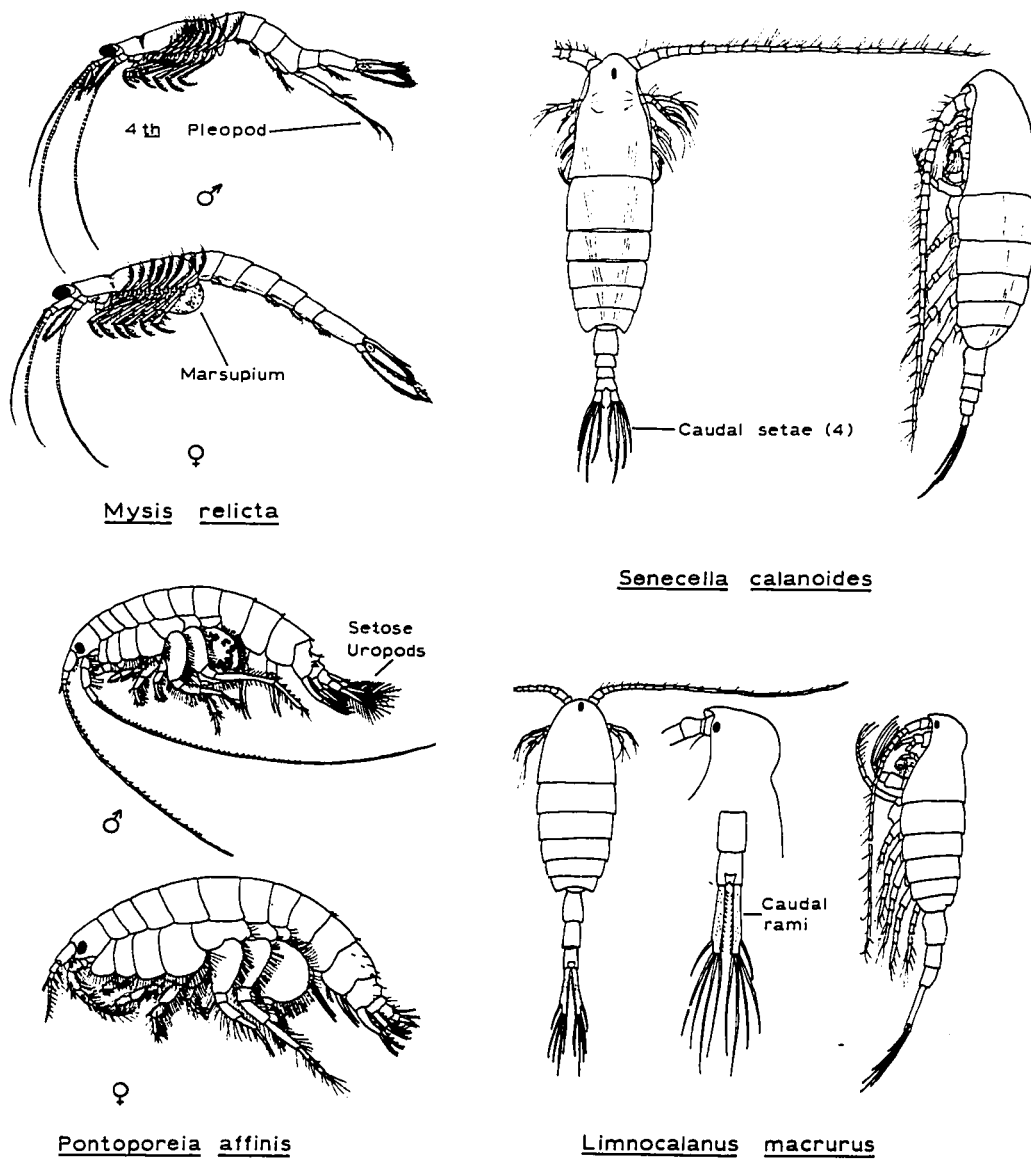 4th Pleopod
♂
Marsupium
♀
Mysis relicta
Caudal setae (4)
Senecella calanoides
Setose
Uropods
♂
♀
Pontoporeia affinis
Caudal
rami
Limnocalanus macrurus